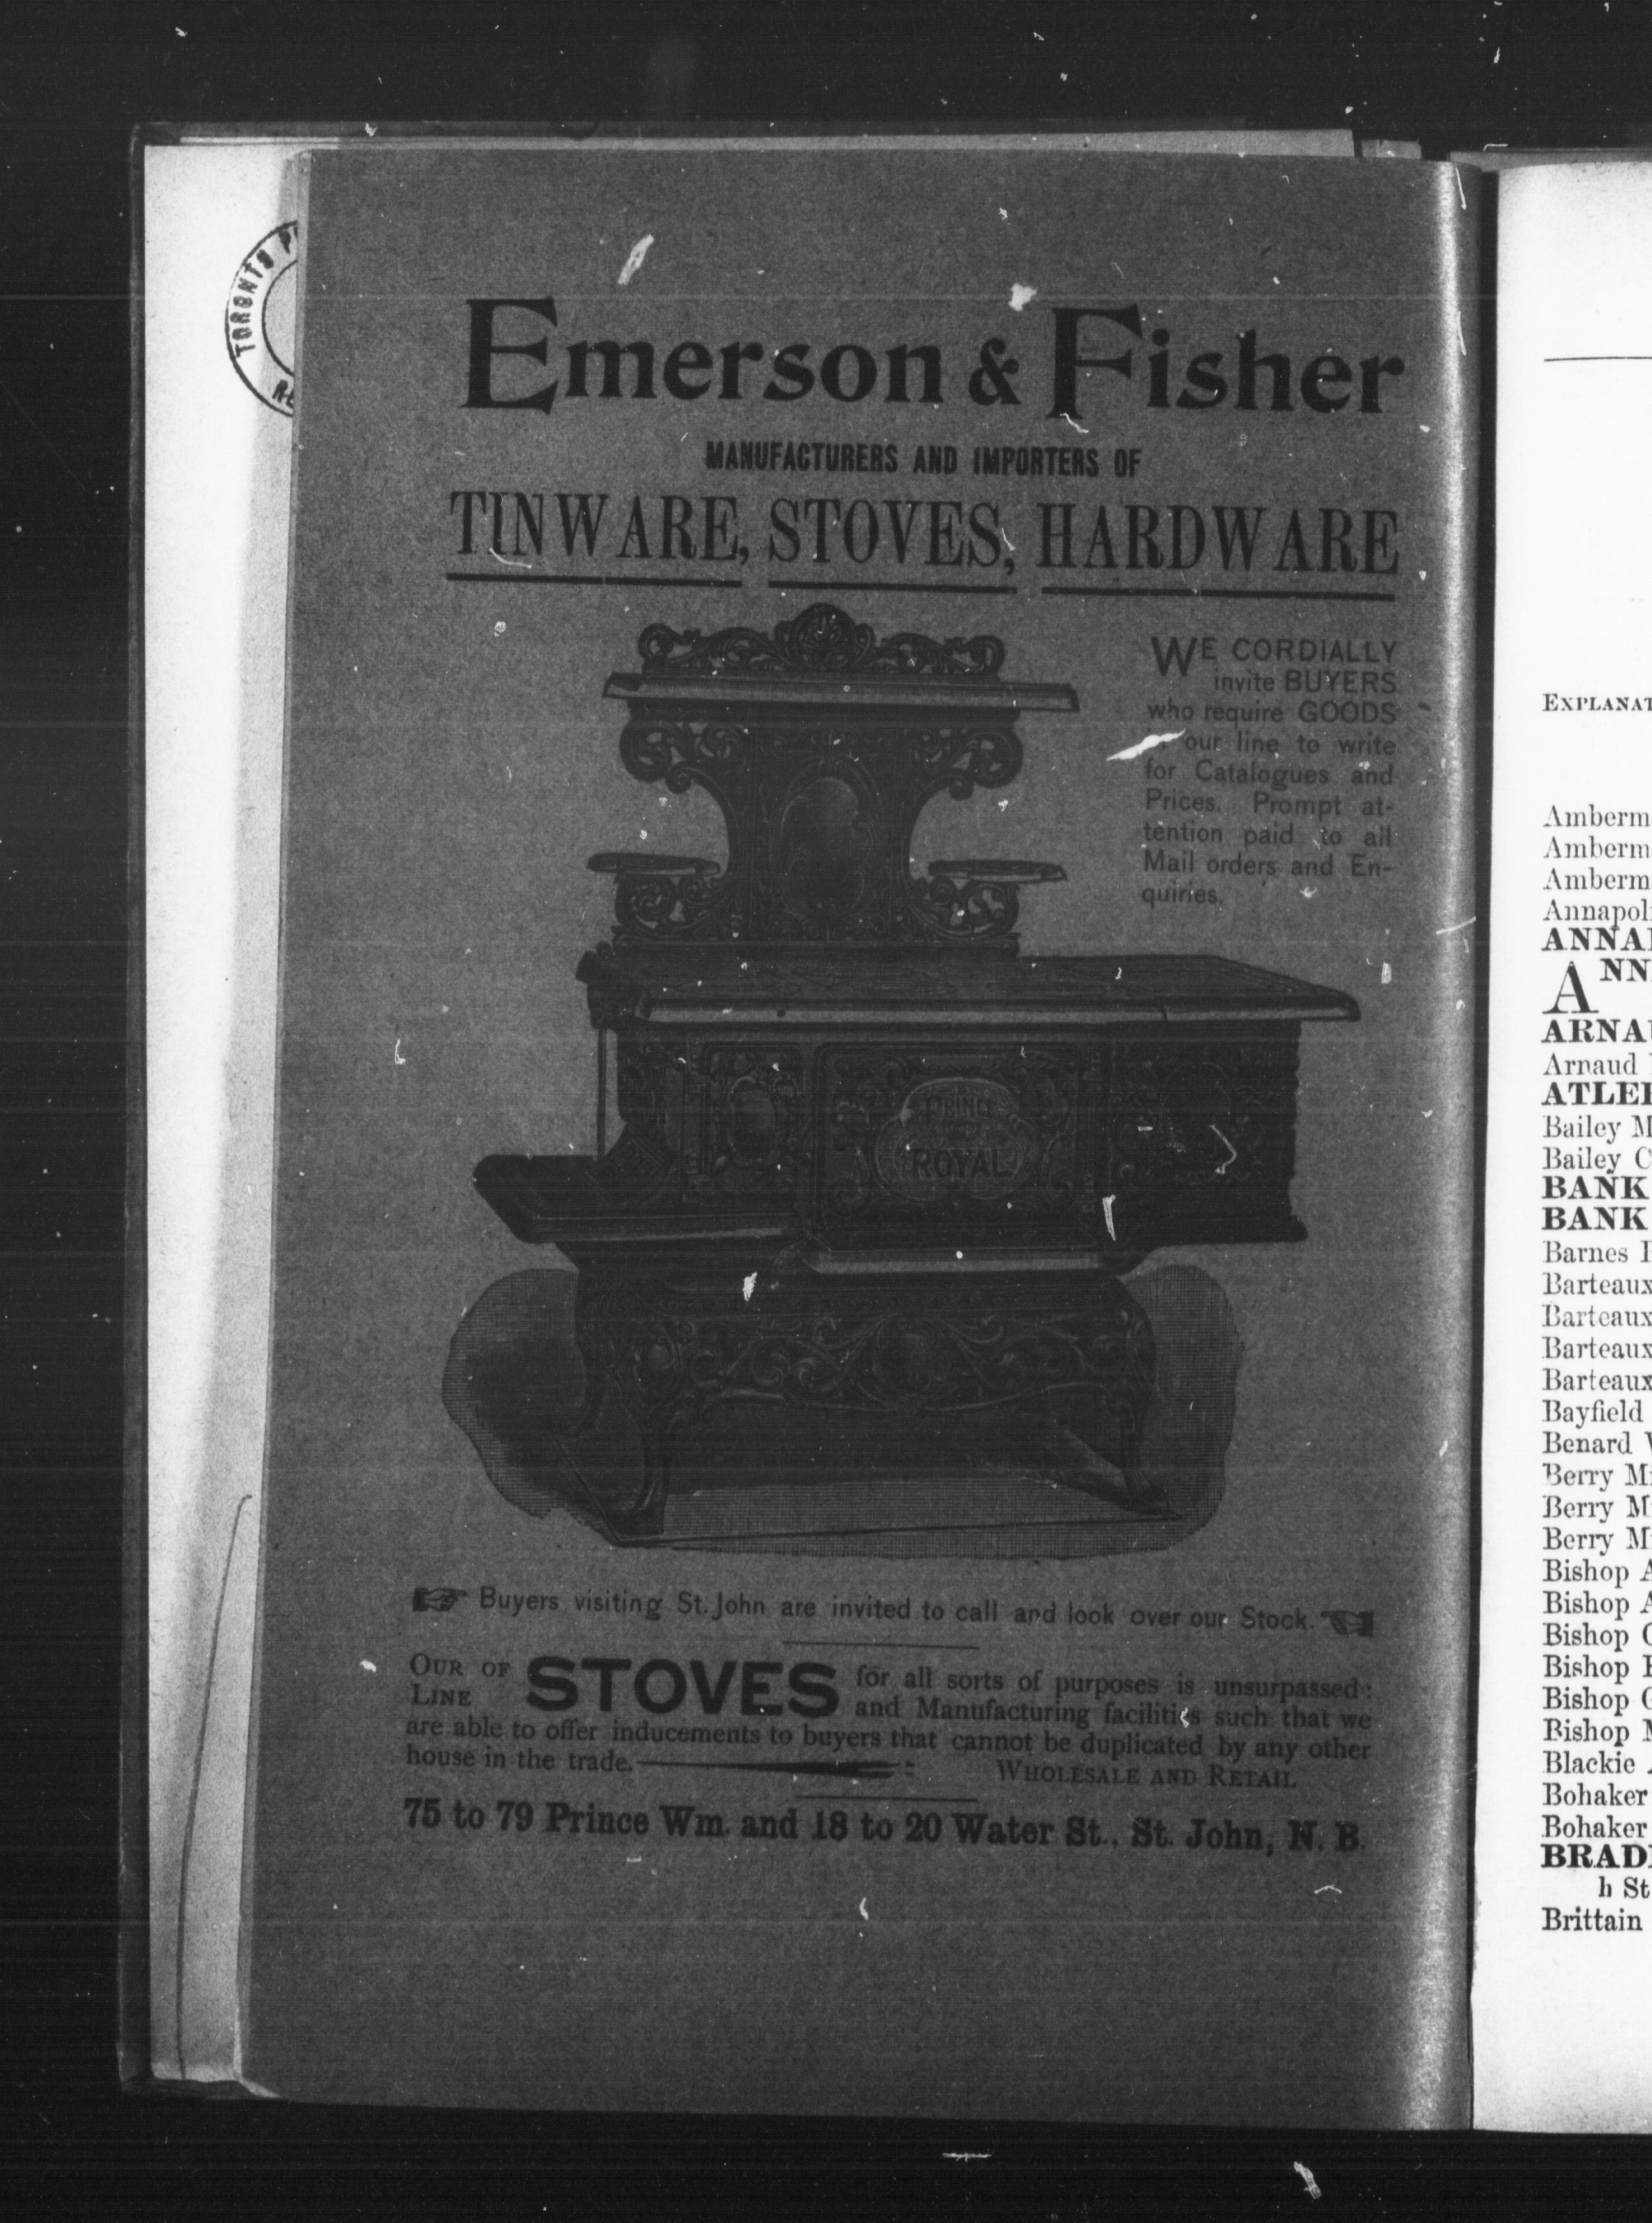 TORONTO
Emerson & Fisher
MANUFACTURERS AND IMPORTERS OF
TINWARE, STOVES, HARDWARE
WE CORDIALLY
invite BUYERS
who require GOODS
our line to write
for Catalogues and
Prices. Prompt at-
tention paid to all
Mail orders and En-
quiries.
PRINCE
ROYAL
Buyers visiting St. John are invited to call and look over our Stock.
OUR LINE OF STOVES for all sorts of purposes is unsurpassed:
and Manufacturing facilities such that we
are able to offer inducements to buyers that cannot be duplicated by any other
house in the trade. WHOLESALE AND RETAIL
75 to 79 Prince Wm. and 18 to 20 Water St., St. John, N. B.
EXPLANAT
Amberm
Amberm
Amberm
Annapol
ANNA
ANN
ARNA
Arnaud
ATLE
Bailey M
Bailey C
BANK
BANK
Barnes
Barteaux
Barteaux
Barteaux
Barteaux
Bayfield
Benard
Berry M
Berry M
Berry M
Bishop A
Bishop A
Bishop
Bishop
Bishop
Bishop
Blackie
Bohaker
Bohaker
BRAD
h St
Brittain